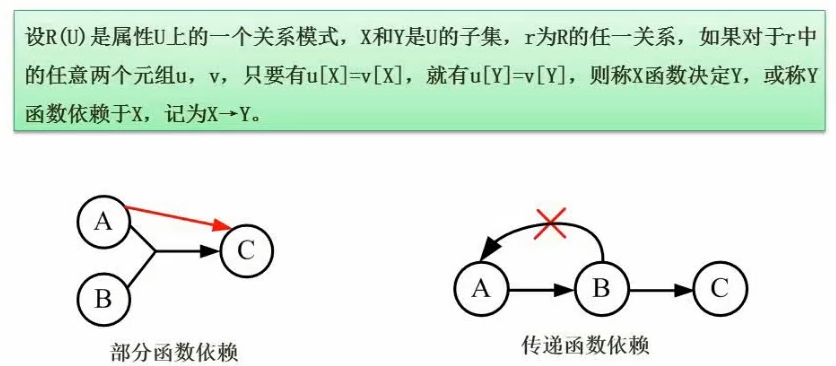 设R(U)是属性U上的一个关系模式，X和Y是U的子集，r为R的任一关系，如果对于r中
的任意两个元组u，v，只要有u[X]=v[X]，就有u[Y]=v[Y]，则称X函数决定Y，或称Y
函数依赖于X，记为X→Y。
A
C
B
部分函数依赖
A
B
C
传递函数依赖